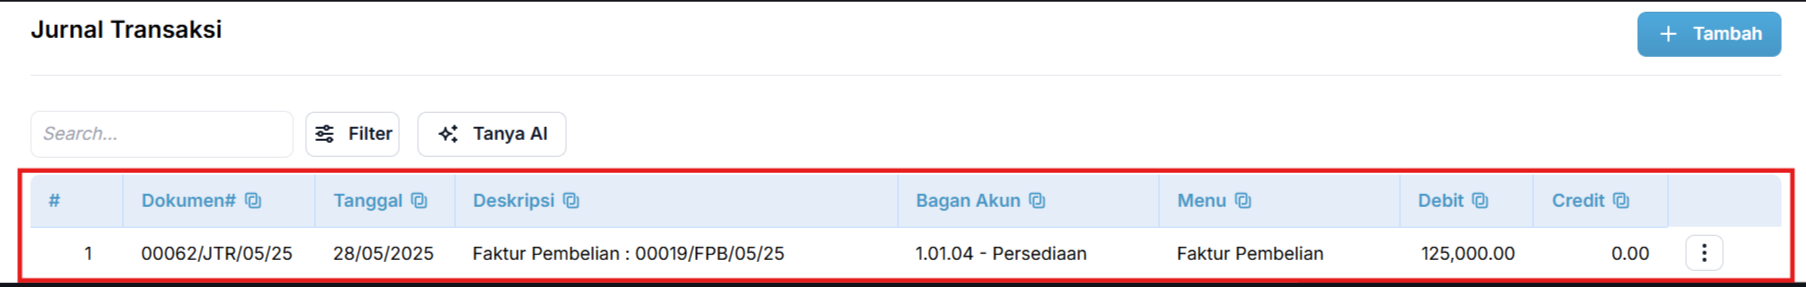 Jurnal Transaksi
+ Tambah
Search...
Filter
Tanya AI
# Dokumen# Tanggal Deskripsi Bagan Akun Menu Debit Credit
1 00062/JTR/05/25 28/05/2025 Faktur Pembelian : 00019/FPB/05/25 1.01.04 - Persediaan Faktur Pembelian 125,000.00 0.00